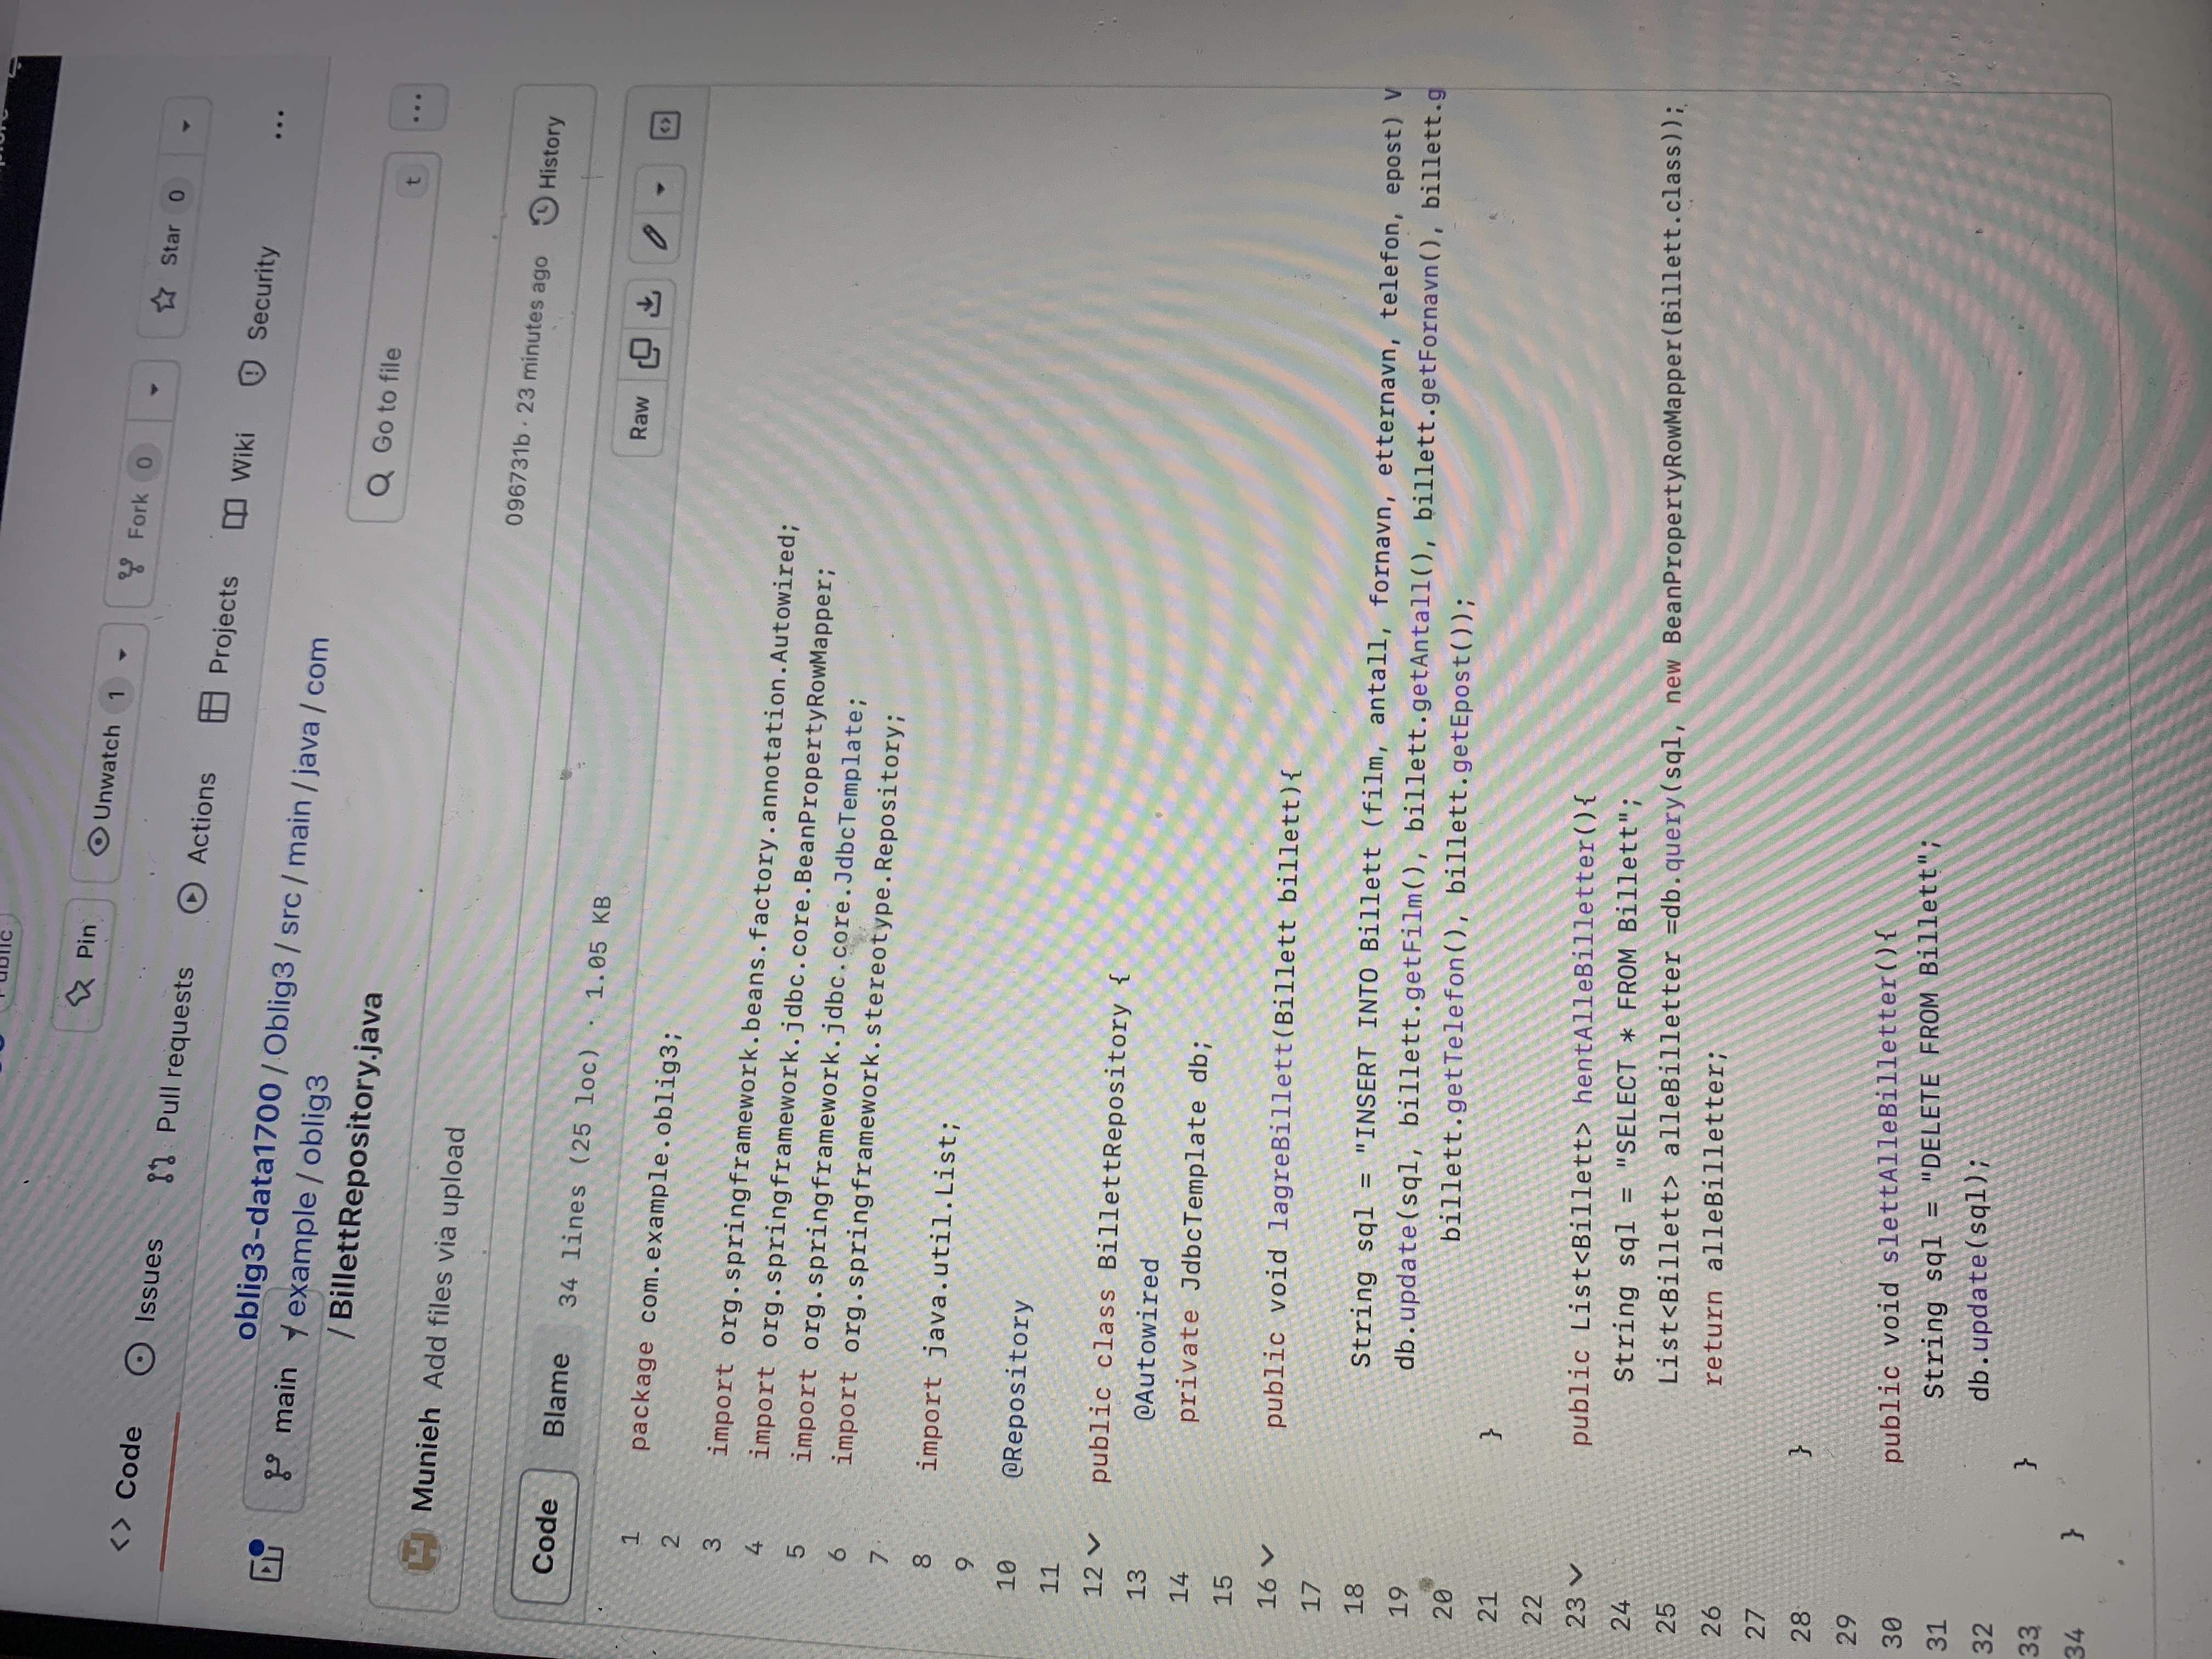 Public
Pin
Unwatch 1
Fork 0
Star 0
Code
Issues
Pull requests
Actions
Projects
Wiki
Security
...
main
oblig3-data1700 / Oblig3 / src / main / java / com
/ example / oblig3
/ BillettRepository.java
Go to file
t
...
Munieh Add files via upload
096731b · 23 minutes ago
History
Code
Blame
34 lines (25 loc) · 1.05 KB
Raw
1 package com.example.oblig3;
2
3 import org.springframework.beans.factory.annotation.Autowired;
4 import org.springframework.jdbc.core.BeanPropertyRowMapper;
5 import org.springframework.jdbc.core.JdbcTemplate;
6 import org.springframework.stereotype.Repository;
7
8 import java.util.List;
9
10 @Repository
11
12 public class BillettRepository {
13 @Autowired
14 private JdbcTemplate db;
15
16 public void lagreBillett(Billett billett){
17
18 String sql = "INSERT INTO Billett (film, antall, fornavn, etternavn, telefon, epost) V
19 db.update(sql, billett.getFilm(), billett.getAntall(), billett.getFornavn(), billett.g
20 billett.getTelefon(), billett.getEpost());
21 }
22
23 public List<Billett> hentAlleBilletter(){
24 String sql = "SELECT * FROM Billett";
25 List<Billett> alleBilletter =db.query(sql, new BeanPropertyRowMapper(Billett.class));
26 return alleBilletter;
27
28 }
29
30 public void slettAlleBilletter(){
31 String sql = "DELETE FROM Billett";
32 db.update(sql);
33 }
34 }